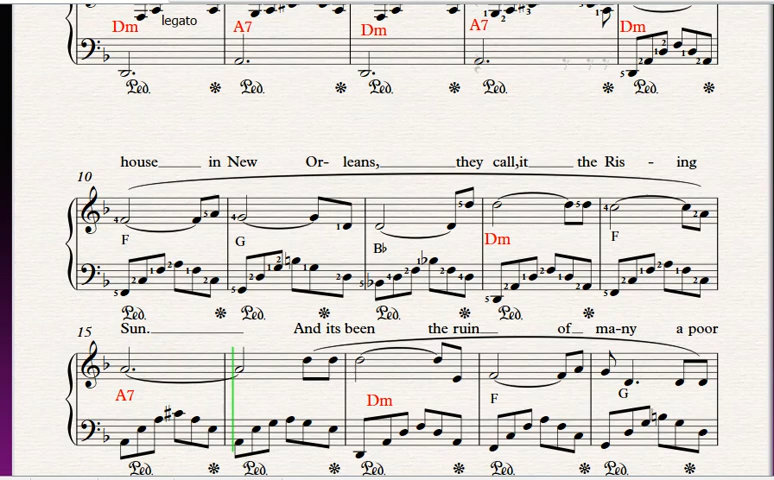 Dm legato A7 Dm A7 Dm
Ped. Ped. Ped. Ped. Ped.
house in New Or- leans, they call,it the Ris - ing
10
F G B♭ Dm F
Ped. Ped. Ped. Ped. Ped.
Sun. And its been the ruin of ma-ny a poor
15
A7 Dm F G
Ped. Ped. Ped. Ped. Ped.